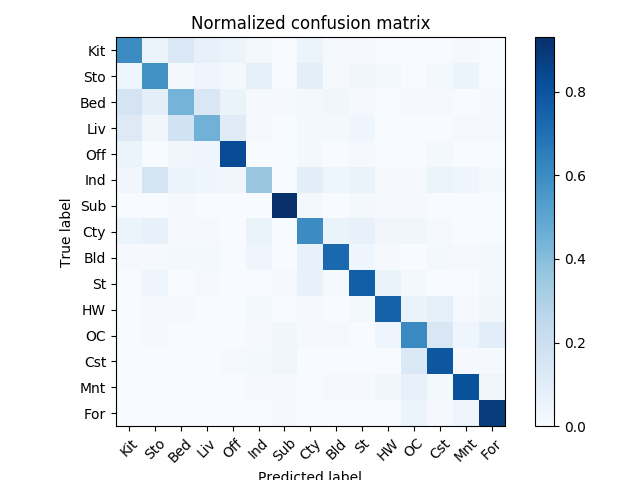 Normalized confusion matrix
True label
Kit
Sto
Bed
Liv
Off
Ind
Sub
Cty
Bld
St
HW
OC
Cst
Mnt
For
Kit Sto Bed Liv Off Ind Sub Cty Bld St HW OC Cst Mnt For
Predicted label
0.8
0.6
0.4
0.2
0.0